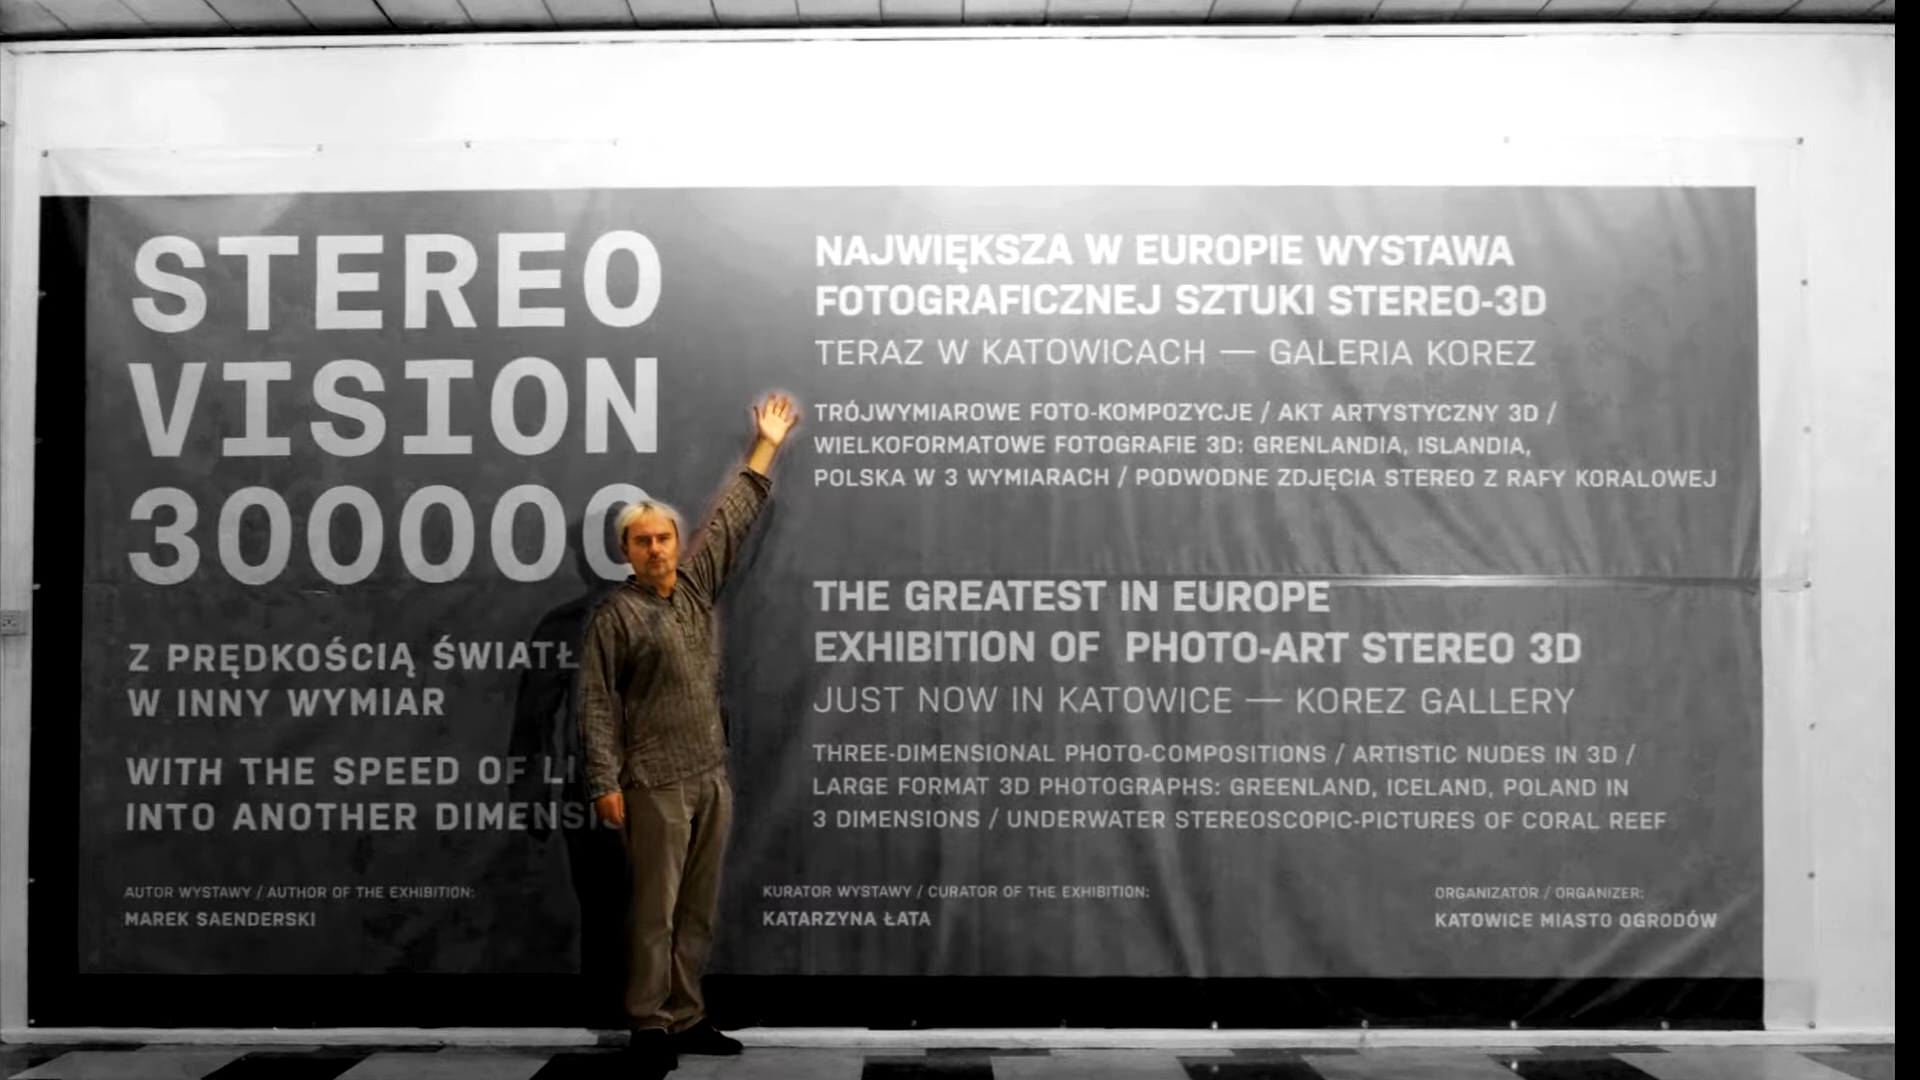 STEREO
VISION
300000
Z PRĘDKOŚCIĄ
W INNY WYMIAR
WITH THE SPEED OF
INTO ANOTHER
AUTOR WYSTAWY / AUTHOR OF THE EXHIBITION:
MAREK SAENDERSKI
NAJWIĘKSZA W EUROPIE WYSTAWA
FOTOGRAFICZNEJ SZTUKI STEREO-3D
TERAZ W KATOWICACH — GALERIA KOREZ
TRÓJWYMIAROWE FOTO-KOMPOZYCJE / AKT ARTYSTYCZNY 3D /
WIELKOFORMATOWE FOTOGRAFIE 3D: GRENLANDIA, ISLANDIA,
POLSKA W 3 WYMIARACH / PODWODNE ZDJĘCIA STEREO Z RAFY KORALOWEJ
THE GREATEST IN EUROPE
EXHIBITION OF PHOTO-ART STEREO 3D
JUST NOW IN KATOWICE — KOREZ GALLERY
THREE-DIMENSIONAL PHOTO-COMPOSITIONS / ARTISTIC NUDES IN 3D /
LARGE FORMAT 3D PHOTOGRAPHS: GREENLAND, ICELAND, POLAND IN
3 DIMENSIONS / UNDERWATER STEREOSCOPIC-PICTURES OF CORAL REEF
KURATOR WYSTAWY / CURATOR OF THE EXHIBITION:
KATARZYNA ŁATA
ORGANIZATOR / ORGANIZER:
KATOWICE MIASTO OGRODÓW